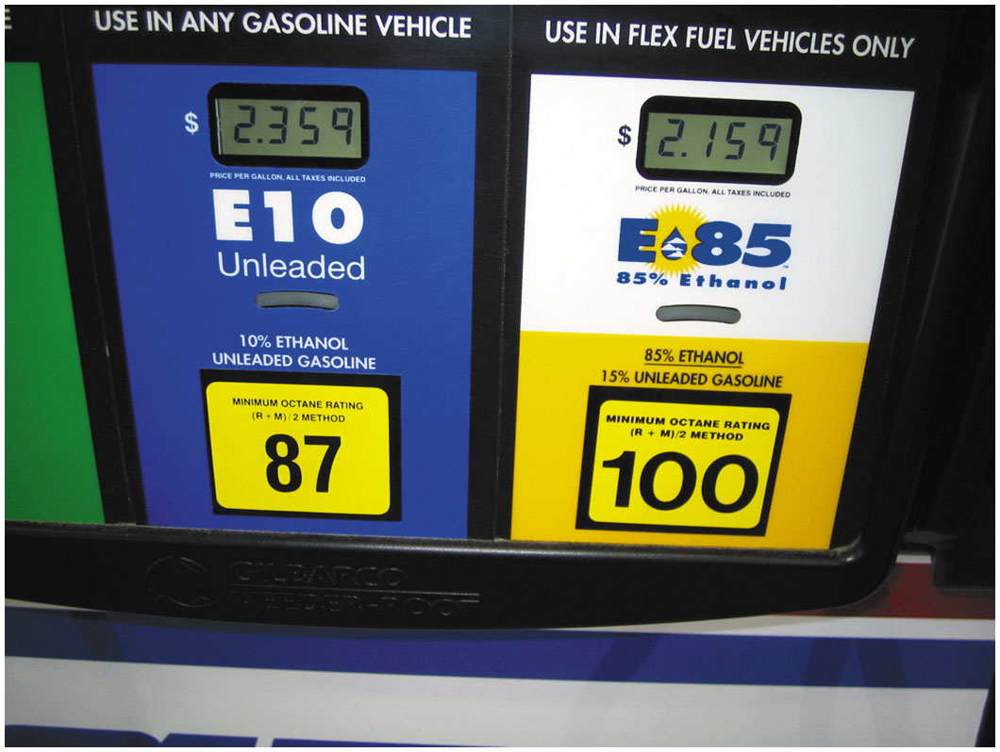 E
USE IN ANY GASOLINE VEHICLE
$ 2.359
PRICE PER GALLON, ALL TAXES INCLUDED
E10
Unleaded
10% ETHANOL
UNLEADED GASOLINE
MINIMUM OCTANE RATING
(R + M)/2 METHOD
87
USE IN FLEX FUEL VEHICLES ONLY
$ 2.159
PRICE PER GALLON, ALL TAXES INCLUDED
E85
85% Ethanol
85% ETHANOL
15% UNLEADED GASOLINE
MINIMUM OCTANE RATING
(R + M)/2 METHOD
100
GILBARCO
VEEDER-ROOT